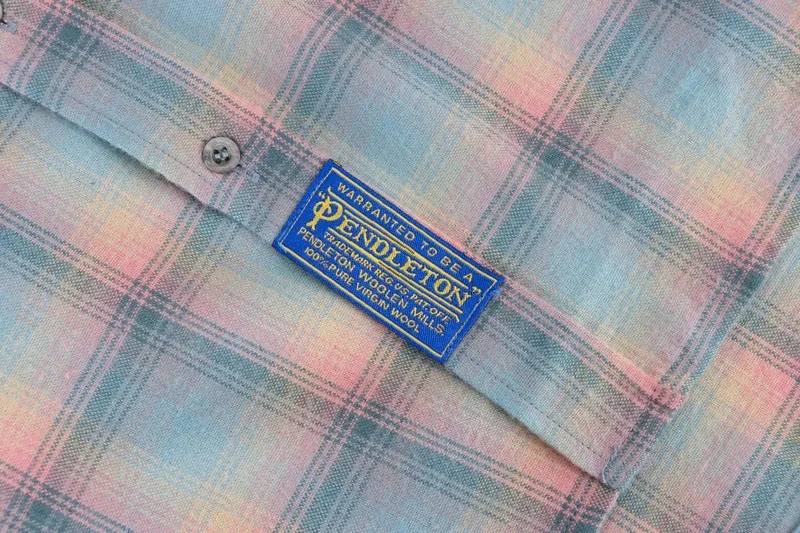 WARRANTED TO BE A
"PENDLETON"
TRADEMARK REG. U.S. PAT. OFF.
PENDLETON WOOLEN MILLS.
100% PURE VIRGIN WOOL